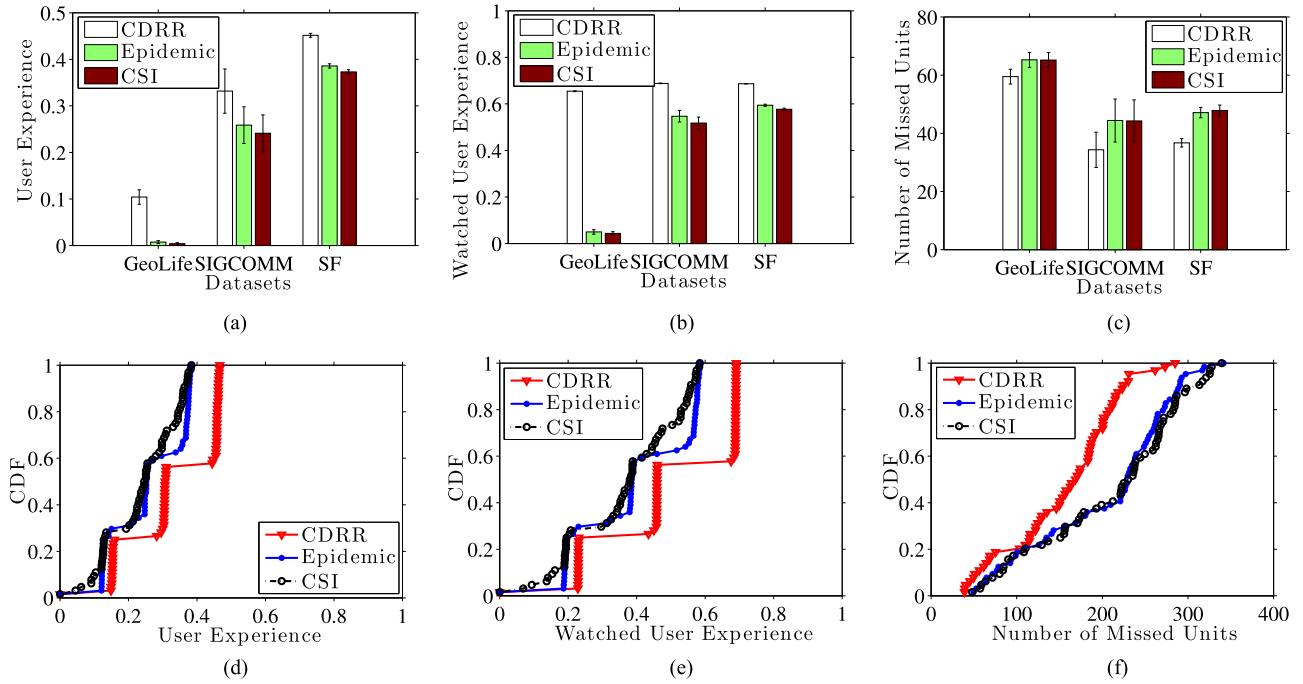 0.5
0.4
0.3
0.2
0.1
0
User Experience
CDRR
Epidemic
CSI
GeoLife SIGCOMM SF
Datasets
(a)
1
0.8
0.6
0.4
0.2
0
Watched User Experience
CDRR
Epidemic
CSI
GeoLife SIGCOMM SF
Datasets
(b)
80
60
40
20
0
Number of Missed Units
CDRR
Epidemic
CSI
GeoLife SIGCOMM SF
Datasets
(c)
1
0.8
0.6
0.4
0.2
0
CDF
CDRR
Epidemic
CSI
0 0.2 0.4 0.6 0.8 1
User Experience
(d)
1
0.8
0.6
0.4
0.2
0
CDF
CDRR
Epidemic
CSI
0 0.2 0.4 0.6 0.8 1
Watched User Experience
(e)
1
0.8
0.6
0.4
0.2
0
CDF
CDRR
Epidemic
CSI
0 100 200 300 400
Number of Missed Units
(f)